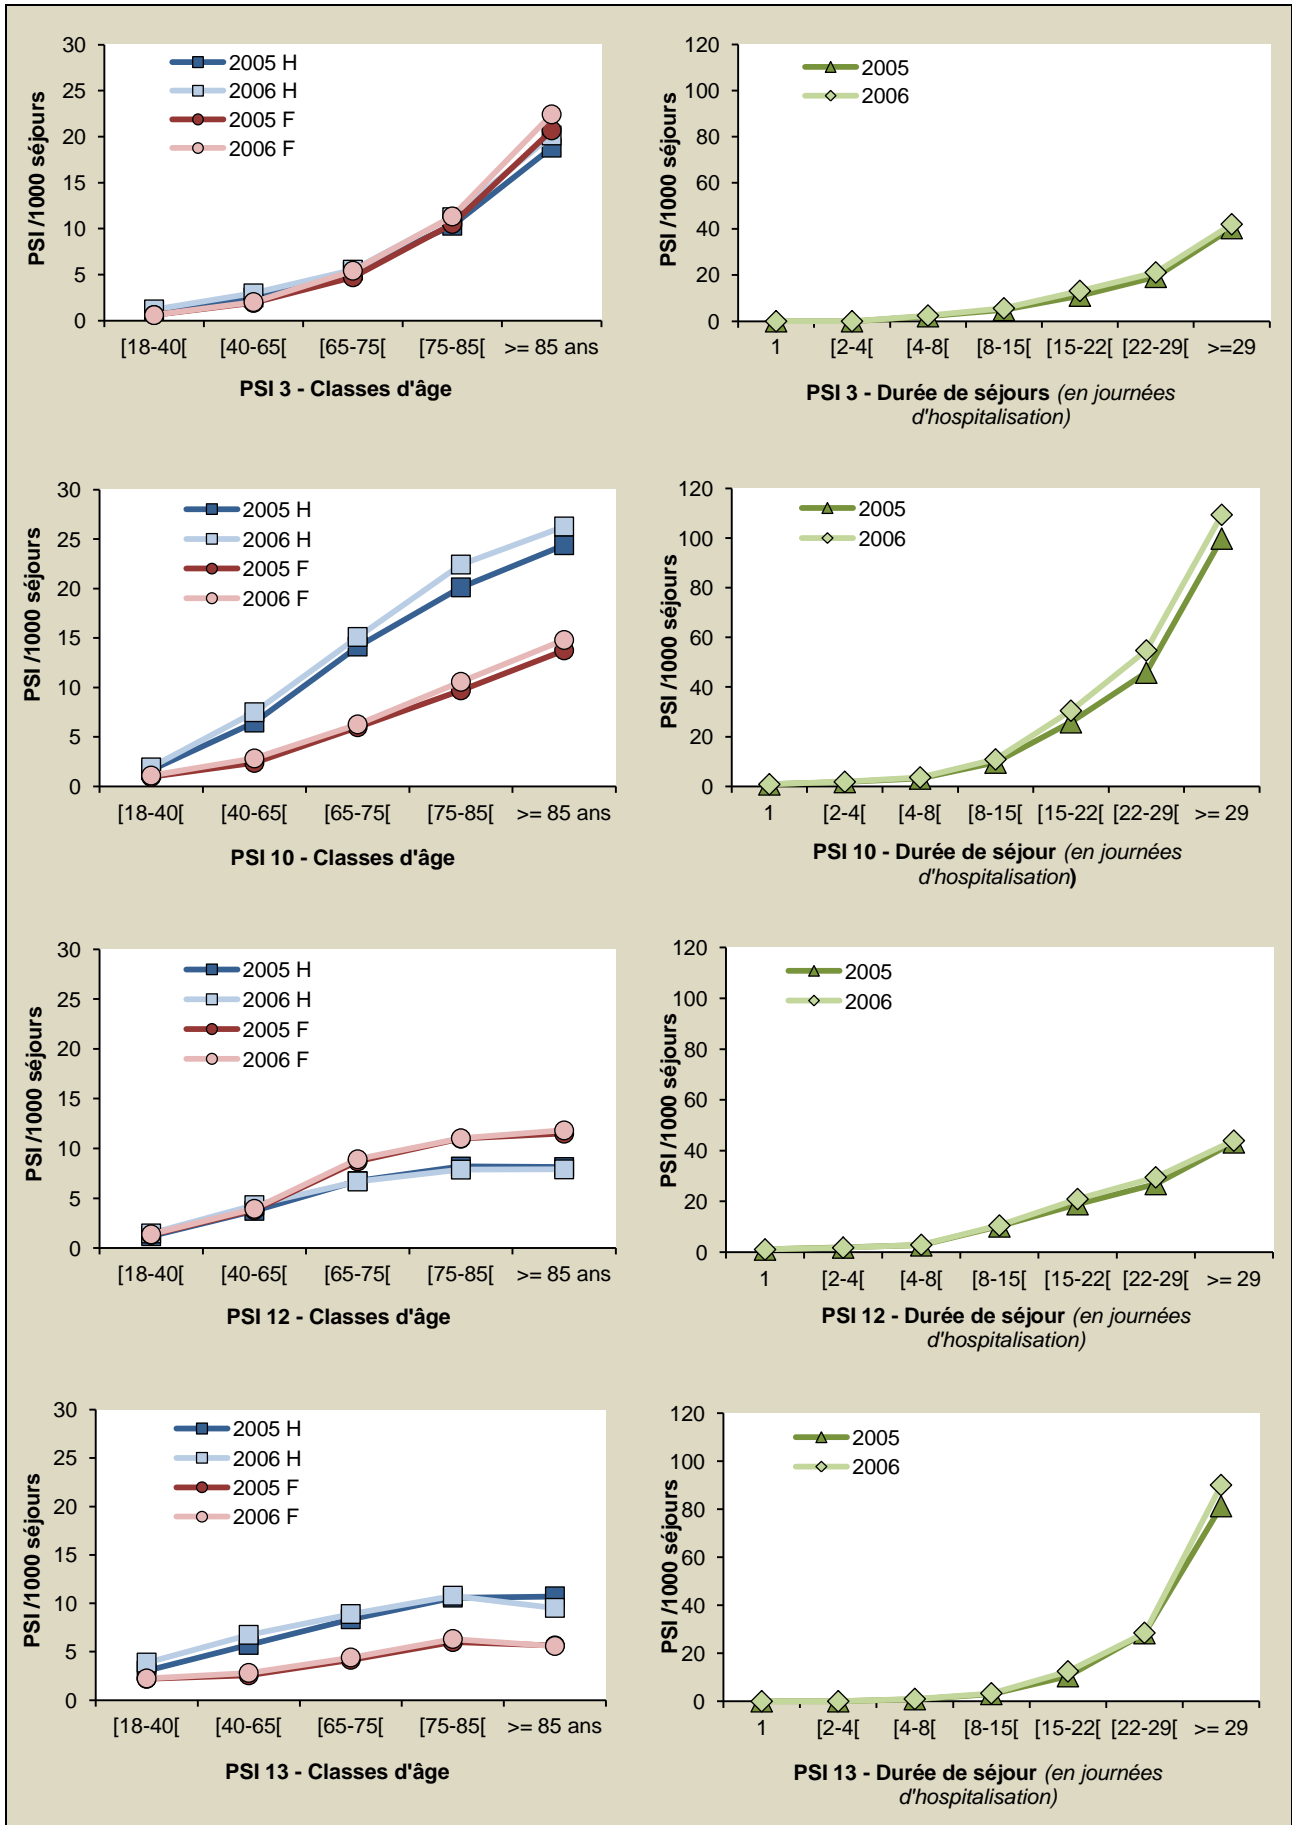 30
25
20
15
10
5
0
PSI /1000 séjours
2005 H
2006 H
2005 F
2006 F
[18-40[ [40-65[ [65-75[ [75-85[ >= 85 ans
PSI 3 - Classes d'âge
120
100
80
60
40
20
0
PSI /1000 séjours
2005
2006
1 [2-4[ [4-8[ [8-15[ [15-22[ [22-29[ >=29
PSI 3 - Durée de séjours (en journées
d'hospitalisation)
30
25
20
15
10
5
0
PSI /1000 séjours
2005 H
2006 H
2005 F
2006 F
[18-40[ [40-65[ [65-75[ [75-85[ >= 85 ans
PSI 10 - Classes d'âge
120
100
80
60
40
20
0
PSI /1000 séjours
2005
2006
1 [2-4[ [4-8[ [8-15[ [15-22[ [22-29[ >= 29
PSI 10 - Durée de séjour (en journées
d'hospitalisation)
30
25
20
15
10
5
0
PSI /1000 séjours
2005 H
2006 H
2005 F
2006 F
[18-40[ [40-65[ [65-75[ [75-85[ >= 85 ans
PSI 12 - Classes d'âge
120
100
80
60
40
20
0
PSI /1000 séjours
2005
2006
1 [2-4[ [4-8[ [8-15[ [15-22[ [22-29[ >= 29
PSI 12 - Durée de séjour (en journées
d'hospitalisation)
30
25
20
15
10
5
0
PSI /1000 séjours
2005 H
2006 H
2005 F
2006 F
[18-40[ [40-65[ [65-75[ [75-85[ >= 85 ans
PSI 13 - Classes d'âge
120
100
80
60
40
20
0
PSI /1000 séjours
2005
2006
1 [2-4[ [4-8[ [8-15[ [15-22[ [22-29[ >= 29
PSI 13 - Durée de séjour (en journées
d'hospitalisation)